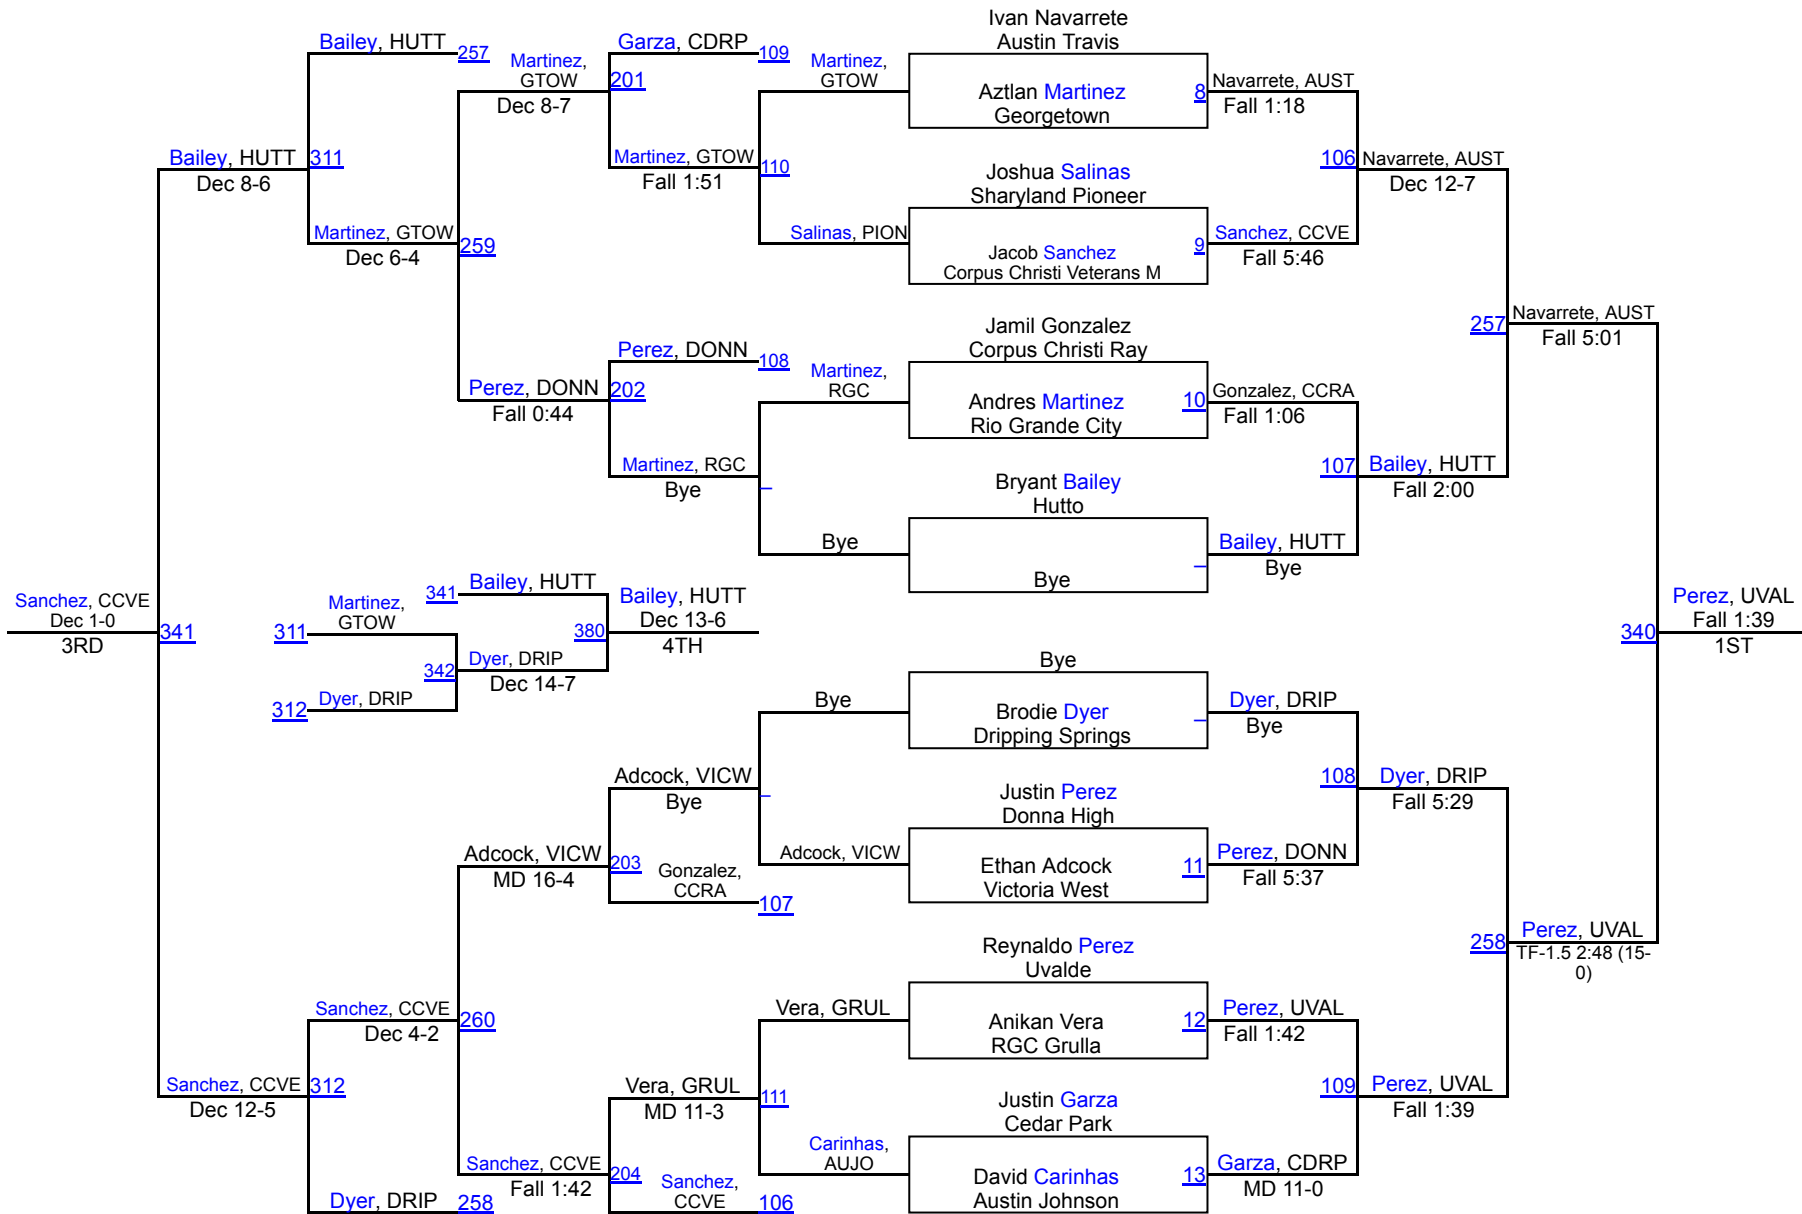 Ivan Navarrete
Austin Travis
Bailey, HUTT
257
Martinez,
GTOW
Dec 8-7
Garza, CDRP
109
201
Martinez,
GTOW
Aztlan Martinez
Georgetown
8
Navarrete, AUST
Fall 1:18
Bailey, HUTT
Dec 8-6
311
Martinez, GTOW
Fall 1:51
110
Joshua Salinas
Sharyland Pioneer
106
Navarrete, AUST
Dec 12-7
Martinez, GTOW
Dec 6-4
259
Salinas, PION
Jacob Sanchez
Corpus Christi Veterans M
9
Sanchez, CCVE
Fall 5:46
Jamil Gonzalez
Corpus Christi Ray
257
Navarrete, AUST
Fall 5:01
Perez, DONN
108
Perez, DONN
Fall 0:44
202
Martinez,
RGC
Andres Martinez
Rio Grande City
10
Gonzalez, CCRA
Fall 1:06
Martinez, RGC
Bye
Bryant Bailey
Hutto
107
Bailey, HUTT
Fall 2:00
Bye
Bye
Bailey, HUTT
Bye
Sanchez, CCVE
Dec 1-0
3RD
341
Martinez,
GTOW
311
341
Bailey, HUTT
342
Dyer, DRIP
Dec 14-7
380
Bailey, HUTT
Dec 13-6
4TH
312
Dyer, DRIP
340
Perez, UVAL
Fall 1:39
1ST
Bye
Bye
Brodie Dyer
Dripping Springs
Dyer, DRIP
Bye
Adcock, VICW
Bye
Justin Perez
Donna High
108
Dyer, DRIP
Fall 5:29
Adcock, VICW
MD 16-4
203
Gonzalez,
CCRA
107
Adcock, VICW
Ethan Adcock
Victoria West
11
Perez, DONN
Fall 5:37
Reynaldo Perez
Uvalde
258
Perez, UVAL
TF-1.5 2:48 (15-
0)
Sanchez, CCVE
Dec 4-2
260
Vera, GRUL
Anikan Vera
RGC Grulla
12
Perez, UVAL
Fall 1:42
Sanchez, CCVE
Dec 12-5
312
Vera, GRUL
MD 11-3
111
Justin Garza
Cedar Park
109
Perez, UVAL
Fall 1:39
Sanchez, CCVE
Fall 1:42
204
Sanchez,
CCVE
106
Carinhas,
AUJO
David Carinhas
Austin Johnson
13
Garza, CDRP
MD 11-0
Dyer, DRIP
258